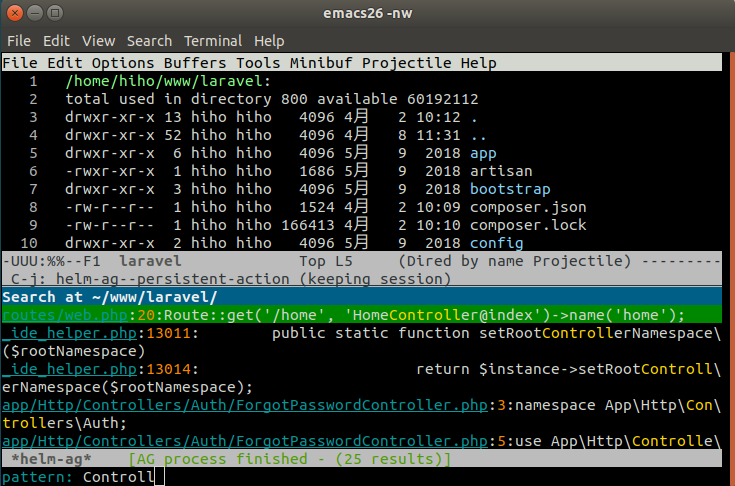 emacs26 -nw
File Edit View Search Terminal Help
File Edit Options Buffers Tools Minibuf Projectile Help
1 /home/hiho/www/laravel:
2 total used in directory 800 available 60192112
3 drwxr-xr-x 13 hiho hiho 4096 4月 2 10:12 .
4 drwxr-xr-x 52 hiho hiho 4096 4月 8 11:31 ..
5 drwxr-xr-x 6 hiho hiho 4096 5月 9 2018 app
6 -rwxr-xr-x 1 hiho hiho 1686 5月 9 2018 artisan
7 drwxr-xr-x 3 hiho hiho 4096 5月 9 2018 bootstrap
8 -rw-r--r-- 1 hiho hiho 1524 4月 2 10:09 composer.json
9 -rw-r--r-- 1 hiho hiho 166413 4月 2 10:10 composer.lock
10 drwxr-xr-x 2 hiho hiho 4096 5月 9 2018 config
-UUU:%%--F1 laravel Top L5 (Dired by name Projectile) ---------
C-j: helm-ag--persistent-action (keeping session)
Search at ~/www/laravel/
routes/web.php:20:Route::get('/home', 'HomeController@index')->name('home');
_ide_helper.php:13011: public static function setRootControllerNamespace\
($rootNamespace)
_ide_helper.php:13014: return $instance->setRootControll\
erNamespace($rootNamespace);
app/Http/Controllers/Auth/ForgotPasswordController.php:3:namespace App\Http\Con\
trollers\Auth;
app/Http/Controllers/Auth/ForgotPasswordController.php:5:use App\Http\Controlle\
*helm-ag* [AG process finished - (25 results)]
pattern: Controll